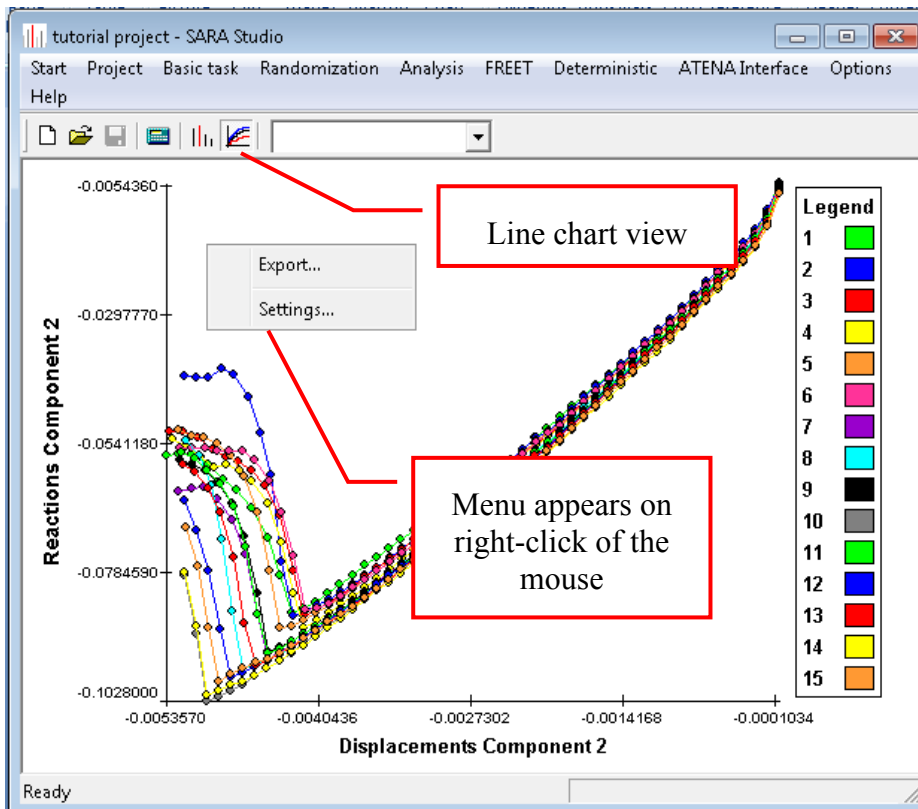 tutorial project - SARA Studio
Start Project Basic task Randomization Analysis FREET Deterministic ATENA Interface Options
Help
-0.0054360
Line chart view
Legend
1
2
3
4
5
6
7
8
9
10
11
12
13
14
15
Export...
Settings...
-0.0297770
Reactions Component 2
-0.0541180
Menu appears on
right-click of the
mouse
-0.0784590
-0.1028000
-0.0053570 -0.0040436 -0.0027302 -0.0014168 -0.0001034
Displacements Component 2
Ready